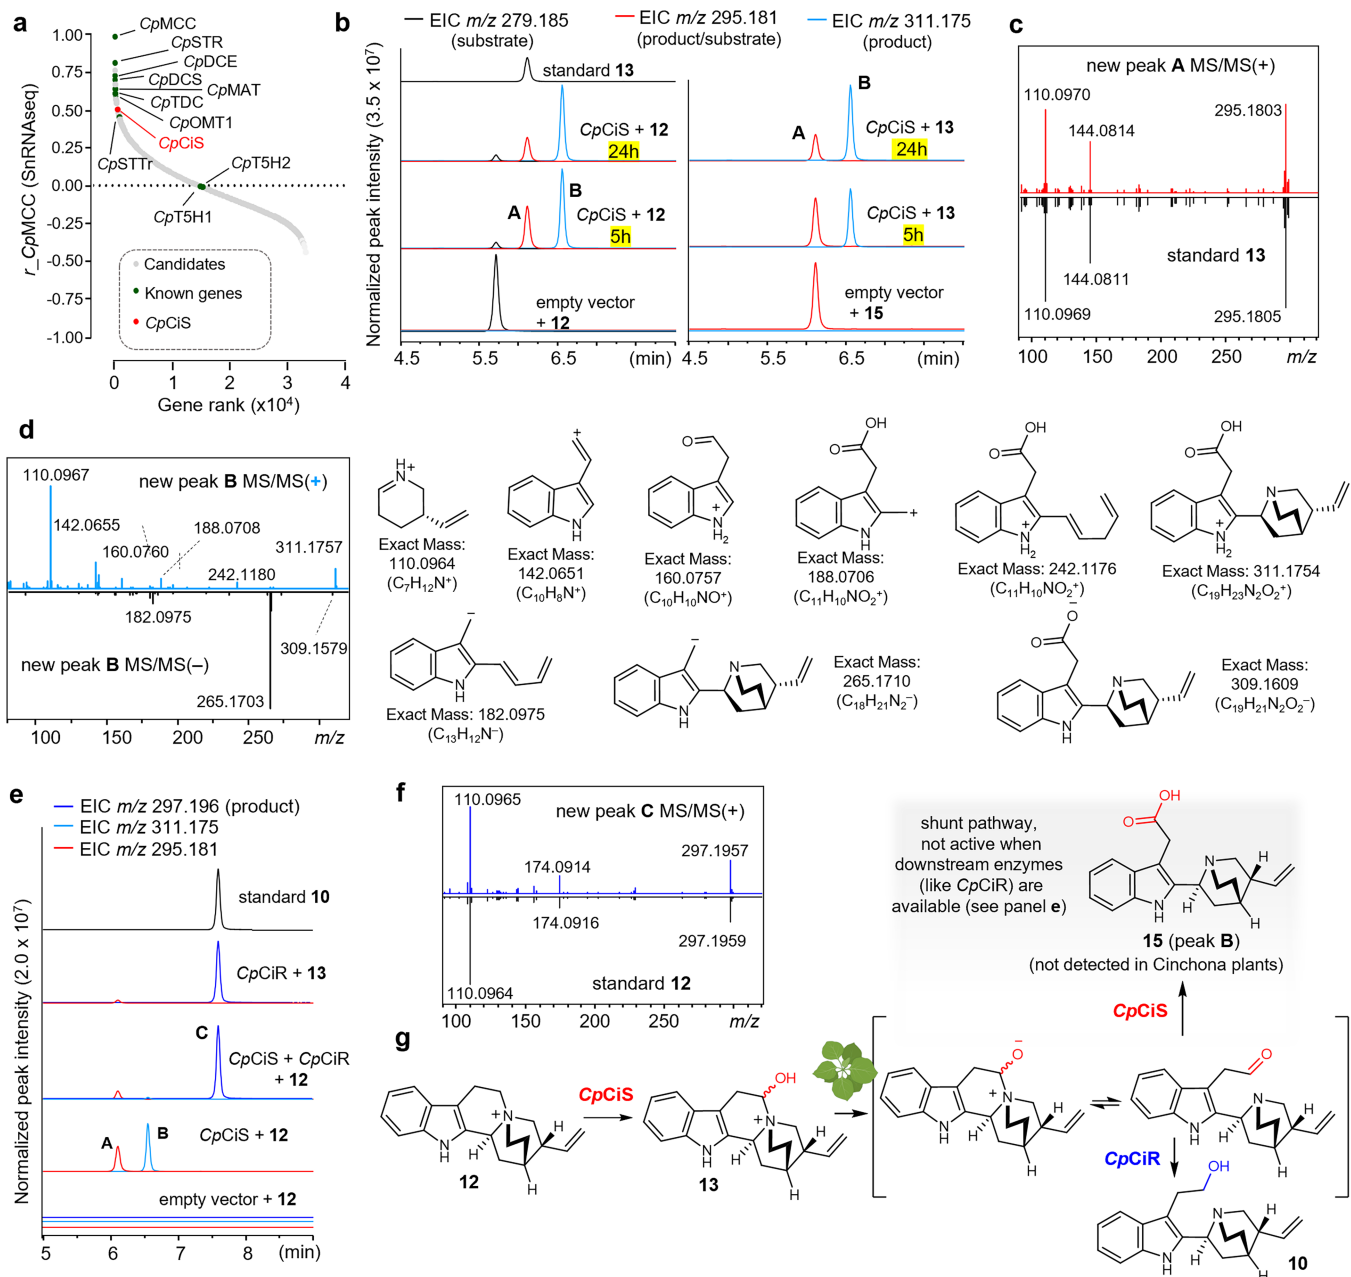 a
r_CpMCC (SnRNAseq)
1.00
0.75
0.50
0.25
0.00
-0.25
-0.50
-0.75
-1.00
CpMCC
CpSTR
CpDCE
CpDCS
CpMAT
CpTDC
CpOMT1
CpCiS
CpSTTr
CpT5H2
CpT5H1
Candidates
Known genes
CpCiS
0 1 2 3 4
Gene rank (x10⁴)
b
EIC m/z 279.185
(substrate)
EIC m/z 295.181
(product/substrate)
EIC m/z 311.175
(product)
Normalized peak intensity (3.5 x 10⁷)
standard 13
CpCiS + 12
24h
A
B
CpCiS + 12
5h
empty vector
+ 12
4.5 5.5 6.5 (min)
A
B
CpCiS + 13
24h
CpCiS + 13
5h
empty vector
+ 15
4.5 5.5 6.5 (min)
c
new peak A MS/MS(+)
110.0970
144.0814
295.1803
standard 13
144.0811
110.0969
295.1805
100 150 200 250 m/z
d
new peak B MS/MS(+)
110.0967
142.0655
160.0760
188.0708
242.1180
311.1757
182.0975
309.1579
new peak B MS/MS(–)
265.1703
100 150 200 250 m/z
H
N+
Exact Mass:
110.0964
(C₇H₁₂N⁺)
+
N
H
Exact Mass:
142.0651
(C₁₀H₈N⁺)
O
+
N
H₂
Exact Mass:
160.0757
(C₁₀H₁₀NO⁺)
OH
O
+
N
H
Exact Mass:
188.0706
(C₁₁H₁₀NO₂⁺)
OH
O
+
N
H₂
Exact Mass: 242.1176
(C₁₁H₁₀NO₂⁺)
OH
O
N
+
N
H₂
Exact Mass: 311.1754
(C₁₉H₂₃N₂O₂⁺)
–
N
H
Exact Mass: 182.0975
(C₁₃H₁₂N⁻)
–
N
N
H
Exact Mass:
265.1710
(C₁₈H₂₁N₂⁻)
–
O
O
N
N
H
Exact Mass:
309.1609
(C₁₉H₂₁N₂O₂⁻)
e
EIC m/z 297.196 (product)
EIC m/z 311.175
EIC m/z 295.181
Normalized peak intensity (2.0 x 10⁷)
standard 10
CpCiR + 13
C
CpCiS + CpCiR
+ 12
A
B
CpCiS + 12
empty vector + 12
5 6 7 8 (min)
f
110.0965
new peak C MS/MS(+)
174.0914
297.1957
174.0916
297.1959
110.0964
standard 12
100 150 200 250 m/z
shunt pathway,
not active when
downstream enzymes
(like CpCiR) are
available (see panel e)
OH
O
N
H
N
H
H
H
15 (peak B)
(not detected in Cinchona plants)
CpCiS
g
+
N
N
H
H
H
H
12
CpCiS
OH
+
N
N
H
H
H
H
13
–
O
+
N
N
H
H
H
H
O
N
N
H
H
H
H
CpCiR
OH
N
N
H
H
H
H
10